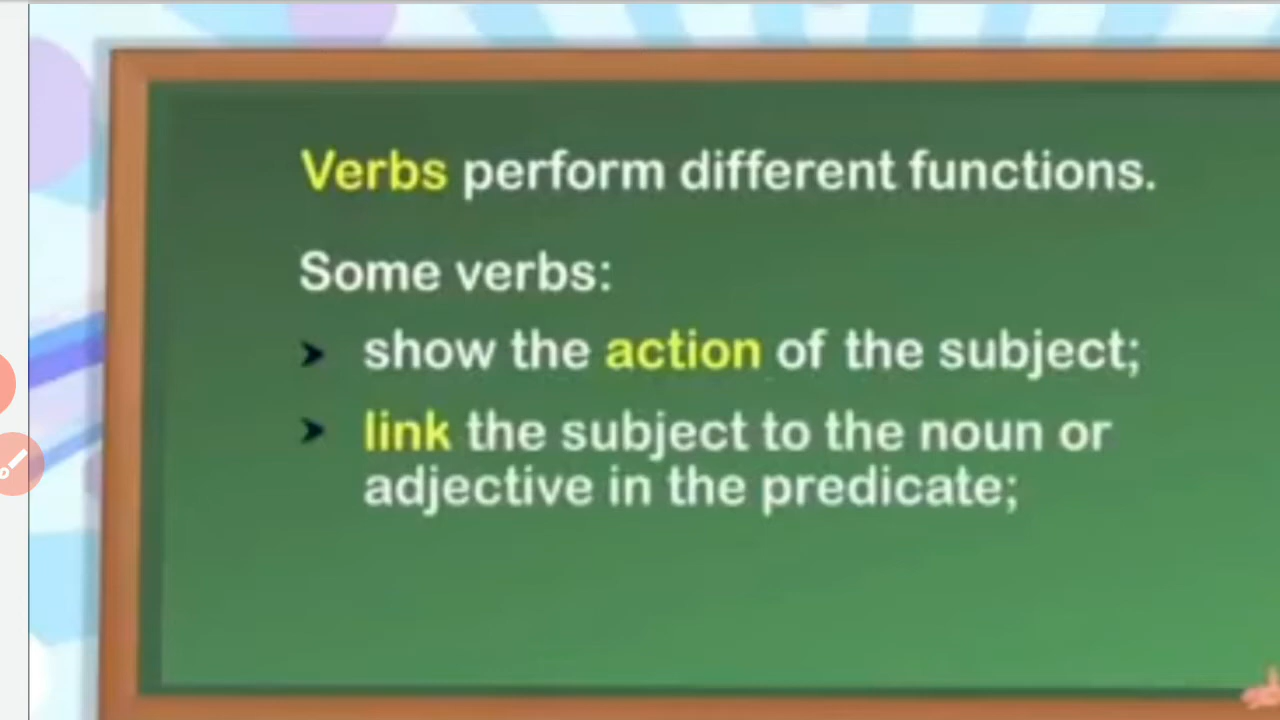 Verbs perform different functions.
Some verbs:
show the action of the subject;
link the subject to the noun or
adjective in the predicate;